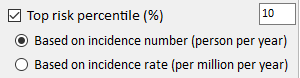 Top risk percentile (%) 10
Based on incidence number (person per year)
Based on incidence rate (per million per year)